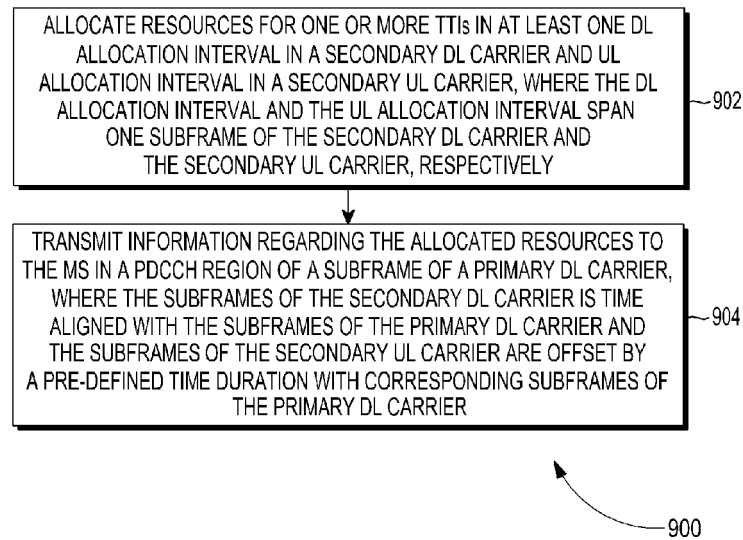 ALLOCATE RESOURCES FOR ONE OR MORE TTIs IN AT LEAST ONE DL
ALLOCATION INTERVAL IN A SECONDARY DL CARRIER AND UL
ALLOCATION INTERVAL IN A SECONDARY UL CARRIER, WHERE THE DL
ALLOCATION INTERVAL AND THE UL ALLOCATION INTERVAL SPAN
ONE SUBFRAME OF THE SECONDARY DL CARRIER AND
THE SECONDARY UL CARRIER, RESPECTIVELY
902
TRANSMIT INFORMATION REGARDING THE ALLOCATED RESOURCES TO
THE MS IN A PDCCH REGION OF A SUBFRAME OF A PRIMARY DL CARRIER,
WHERE THE SUBFRAMES OF THE SECONDARY DL CARRIER IS TIME
ALIGNED WITH THE SUBFRAMES OF THE PRIMARY DL CARRIER AND
THE SUBFRAMES OF THE SECONDARY UL CARRIER ARE OFFSET BY
A PRE-DEFINED TIME DURATION WITH CORRESPONDING SUBFRAMES OF
THE PRIMARY DL CARRIER
904
900